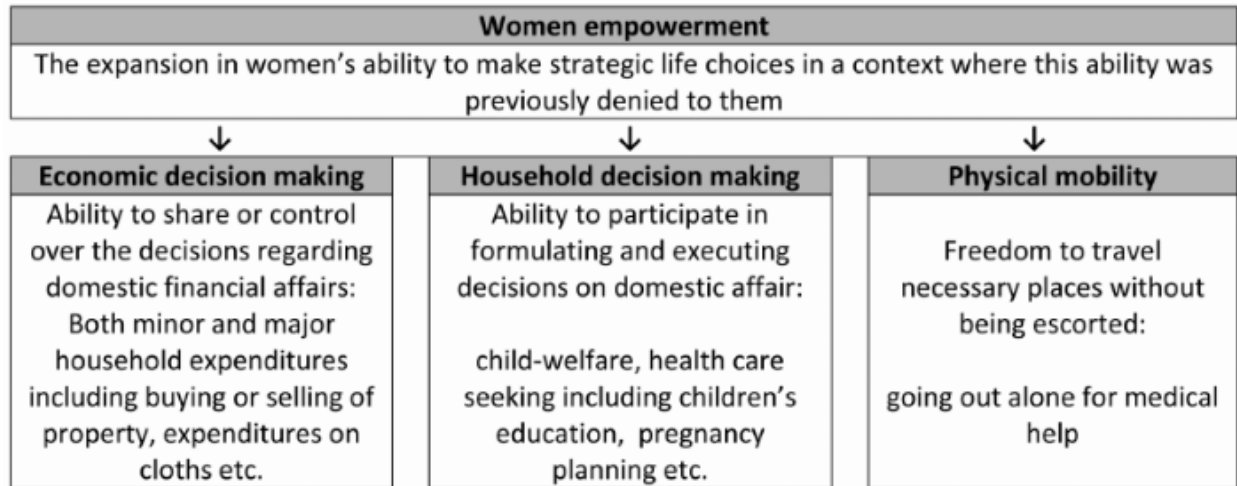 Women empowerment
The expansion in women's ability to make strategic life choices in a context where this ability was
previously denied to them
↓ ↓ ↓
Economic decision making
Ability to share or control
over the decisions regarding
domestic financial affairs:
Both minor and major
household expenditures
including buying or selling of
property, expenditures on
cloths etc.
Household decision making
Ability to participate in
formulating and executing
decisions on domestic affair:
child-welfare, health care
seeking including children's
education, pregnancy
planning etc.
Physical mobility
Freedom to travel
necessary places without
being escorted:
going out alone for medical
help